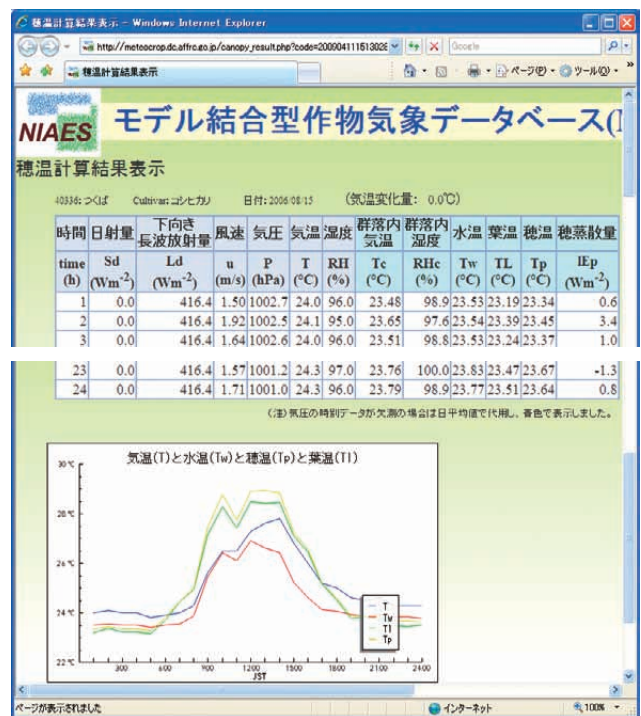 穂温計算結果表示 - Windows Internet Explorer
http://meteocrop.dc.affrc.go.jp/canopy_result.php?code=20090411151302&
Google
穂温計算結果表示
ページ(P) ツール(O) »
NIAES モデル結合型作物気象データベース(
穂温計算結果表示
40336: つくば Cultivar: コシヒカリ 日付: 2006/08/15 (気温変化量: 0.0℃)
時間 日射量 下向き長波放射量 風速 気圧 気温 湿度 群落内気温 群落内湿度 水温 葉温 穂温 穂蒸散量
time (h) Sd (Wm-2) Ld (Wm-2) u (m/s) P (hPa) T (℃) RH (%) Tc (℃) RHc (%) Tw (℃) TL (℃) Tp (℃) lEp (Wm-2)
1 0.0 416.4 1.50 1002.7 24.0 96.0 23.48 98.9 23.53 23.19 23.34 0.6
2 0.0 416.4 1.92 1002.5 24.1 95.0 23.65 97.6 23.54 23.39 23.45 3.4
3 0.0 416.4 1.64 1002.6 24.0 96.0 23.51 98.8 23.53 23.24 23.37 1.0
23 0.0 416.4 1.57 1001.2 24.3 97.0 23.76 100.0 23.83 23.47 23.67 -1.3
24 0.0 416.4 1.71 1001.0 24.3 96.0 23.79 98.9 23.77 23.51 23.64 0.8
(注) 気圧の時別データが欠測の場合は日平均値で代用し、青色で表示しました。
気温(T)と水温(Tw)と穂温(Tp)と葉温(Tl)
30℃
28℃
26℃
24℃
22℃
T
Tw
Tl
Tp
300 600 900 1200 1500 1800 2100 2400
JST
ページが表示されました インターネット 100%